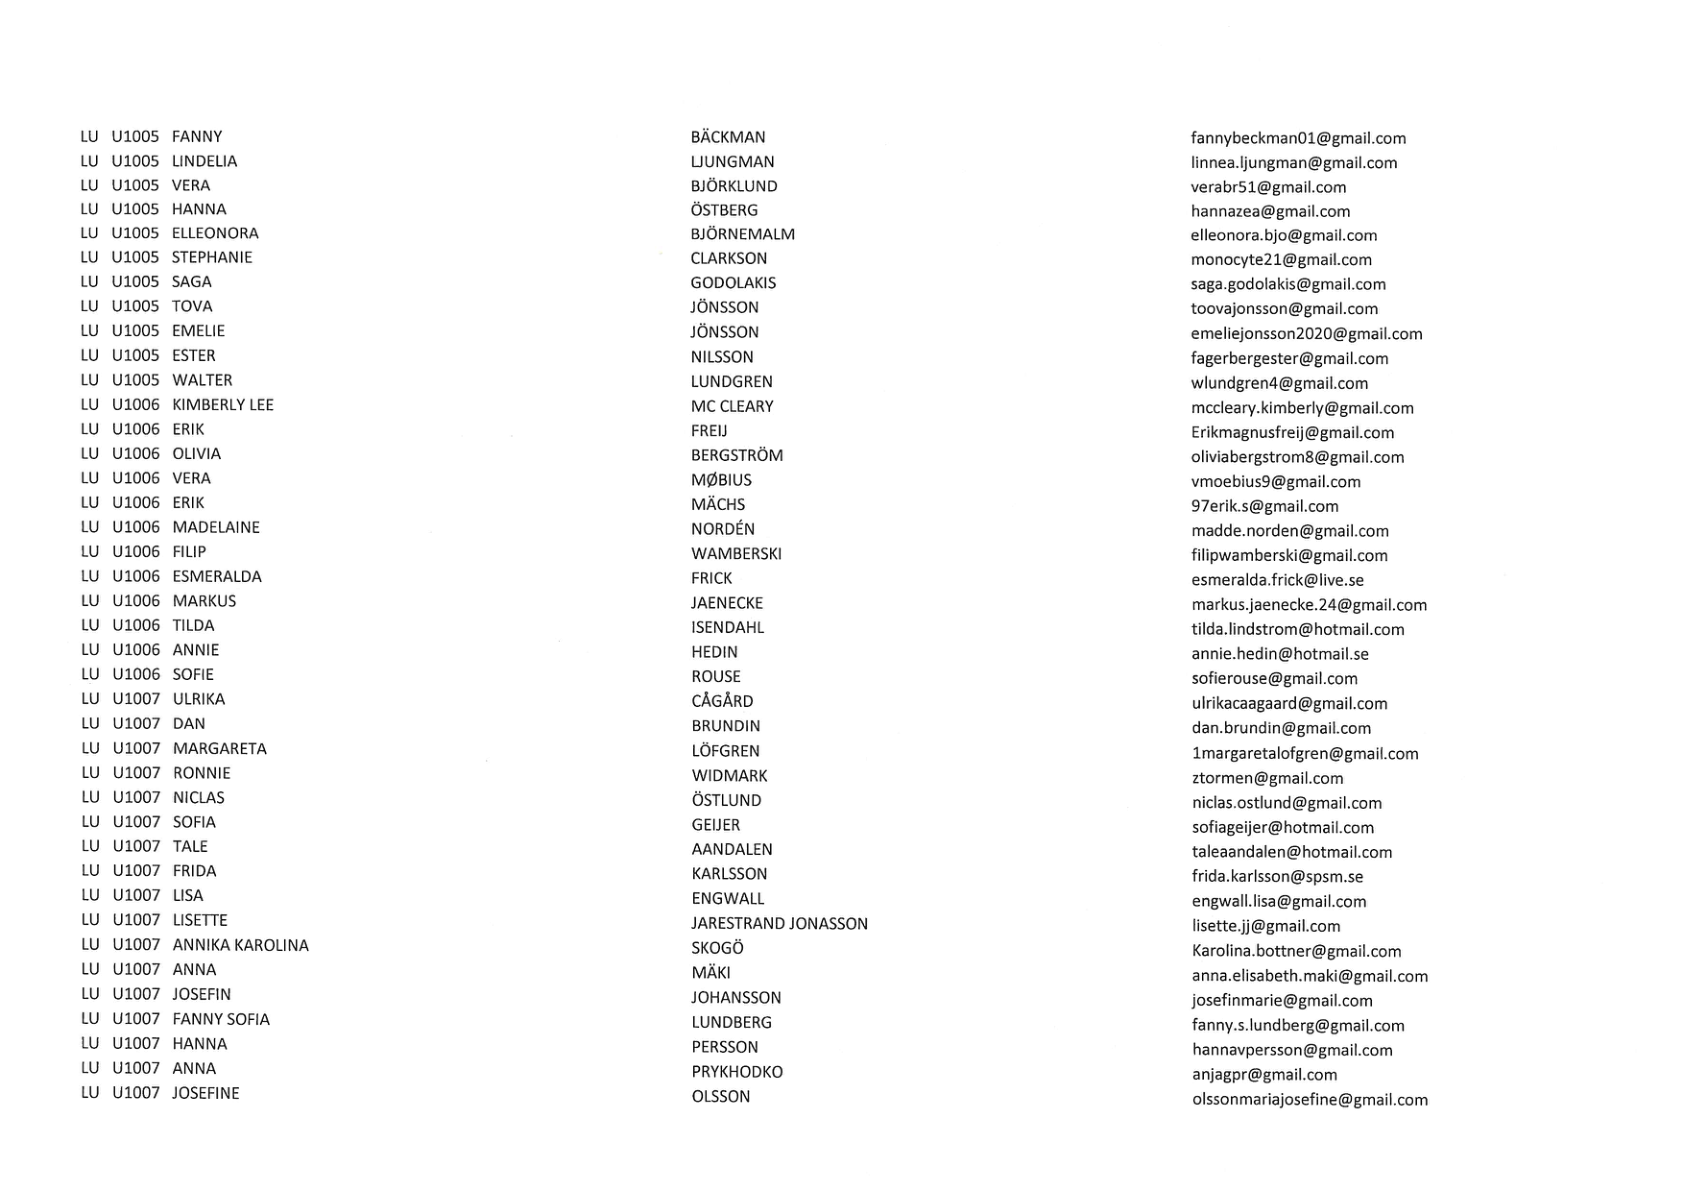 LU U1005 FANNY BÄCKMAN fannybeckman01@gmail.com
LU U1005 LINDELIA LJUNGMAN linnea.ljungman@gmail.com
LU U1005 VERA BJÖRKLUND verabr51@gmail.com
LU U1005 HANNA ÖSTBERG hannazea@gmail.com
LU U1005 ELLEONORA BJÖRNEMALM elleonora.bjo@gmail.com
LU U1005 STEPHANIE CLARKSON monocyte21@gmail.com
LU U1005 SAGA GODOLAKIS saga.godolakis@gmail.com
LU U1005 TOVA JÖNSSON toovajonsson@gmail.com
LU U1005 EMELIE JÖNSSON emeliejonsson2020@gmail.com
LU U1005 ESTER NILSSON fagerbergester@gmail.com
LU U1005 WALTER LUNDGREN wlundgren4@gmail.com
LU U1006 KIMBERLY LEE MC CLEARY mccleary.kimberly@gmail.com
LU U1006 ERIK FREIJ Erikmagnusfreij@gmail.com
LU U1006 OLIVIA BERGSTRÖM oliviabergstrom8@gmail.com
LU U1006 VERA MØBIUS vmoebius9@gmail.com
LU U1006 ERIK MÄCHS 97erik.s@gmail.com
LU U1006 MADELAINE NORDÉN madde.norden@gmail.com
LU U1006 FILIP WAMBERSKI filipwamberski@gmail.com
LU U1006 ESMERALDA FRICK esmeralda.frick@live.se
LU U1006 MARKUS JAENECKE markus.jaenecke.24@gmail.com
LU U1006 TILDA ISENDAHL tilda.lindstrom@hotmail.com
LU U1006 ANNIE HEDIN annie.hedin@hotmail.se
LU U1006 SOFIE ROUSE sofierouse@gmail.com
LU U1007 ULRIKA CÅGÅRD ulrikacaagaard@gmail.com
LU U1007 DAN BRUNDIN dan.brundin@gmail.com
LU U1007 MARGARETA LÖFGREN 1margaretalofgren@gmail.com
LU U1007 RONNIE WIDMARK ztormen@gmail.com
LU U1007 NICLAS ÖSTLUND niclas.ostlund@gmail.com
LU U1007 SOFIA GEIJER sofiageijer@hotmail.com
LU U1007 TALE AANDALEN taleaandalen@hotmail.com
LU U1007 FRIDA KARLSSON frida.karlsson@spsm.se
LU U1007 LISA ENGWALL engwall.lisa@gmail.com
LU U1007 LISETTE JARESTRAND JONASSON lisette.jj@gmail.com
LU U1007 ANNIKA KAROLINA SKOGÖ Karolina.bottner@gmail.com
LU U1007 ANNA MÄKI anna.elisabeth.maki@gmail.com
LU U1007 JOSEFIN JOHANSSON josefinmarie@gmail.com
LU U1007 FANNY SOFIA LUNDBERG fanny.s.lundberg@gmail.com
LU U1007 HANNA PERSSON hannavpersson@gmail.com
LU U1007 ANNA PRYKHODKO anjagpr@gmail.com
LU U1007 JOSEFINE OLSSON olssonmariajosefine@gmail.com